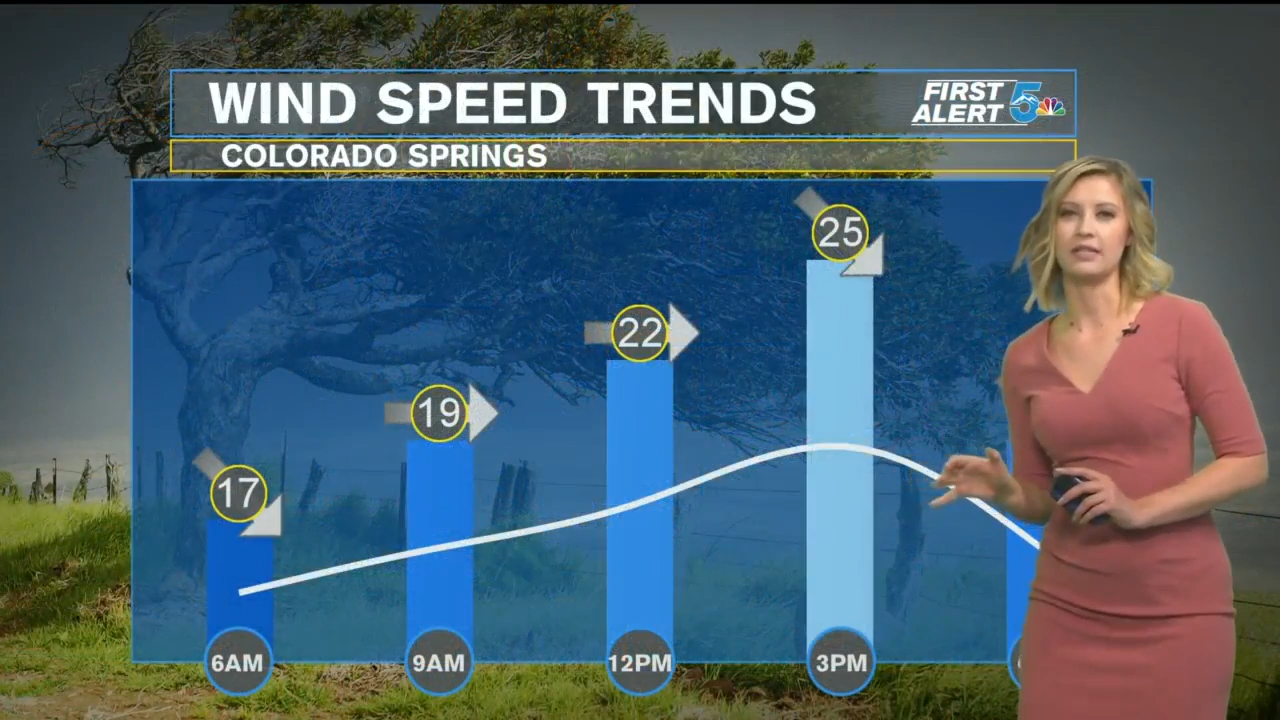 WIND SPEED TRENDS
FIRST
ALERT 5
COLORADO SPRINGS
25
22
19
17
6AM
9AM
12PM
3PM